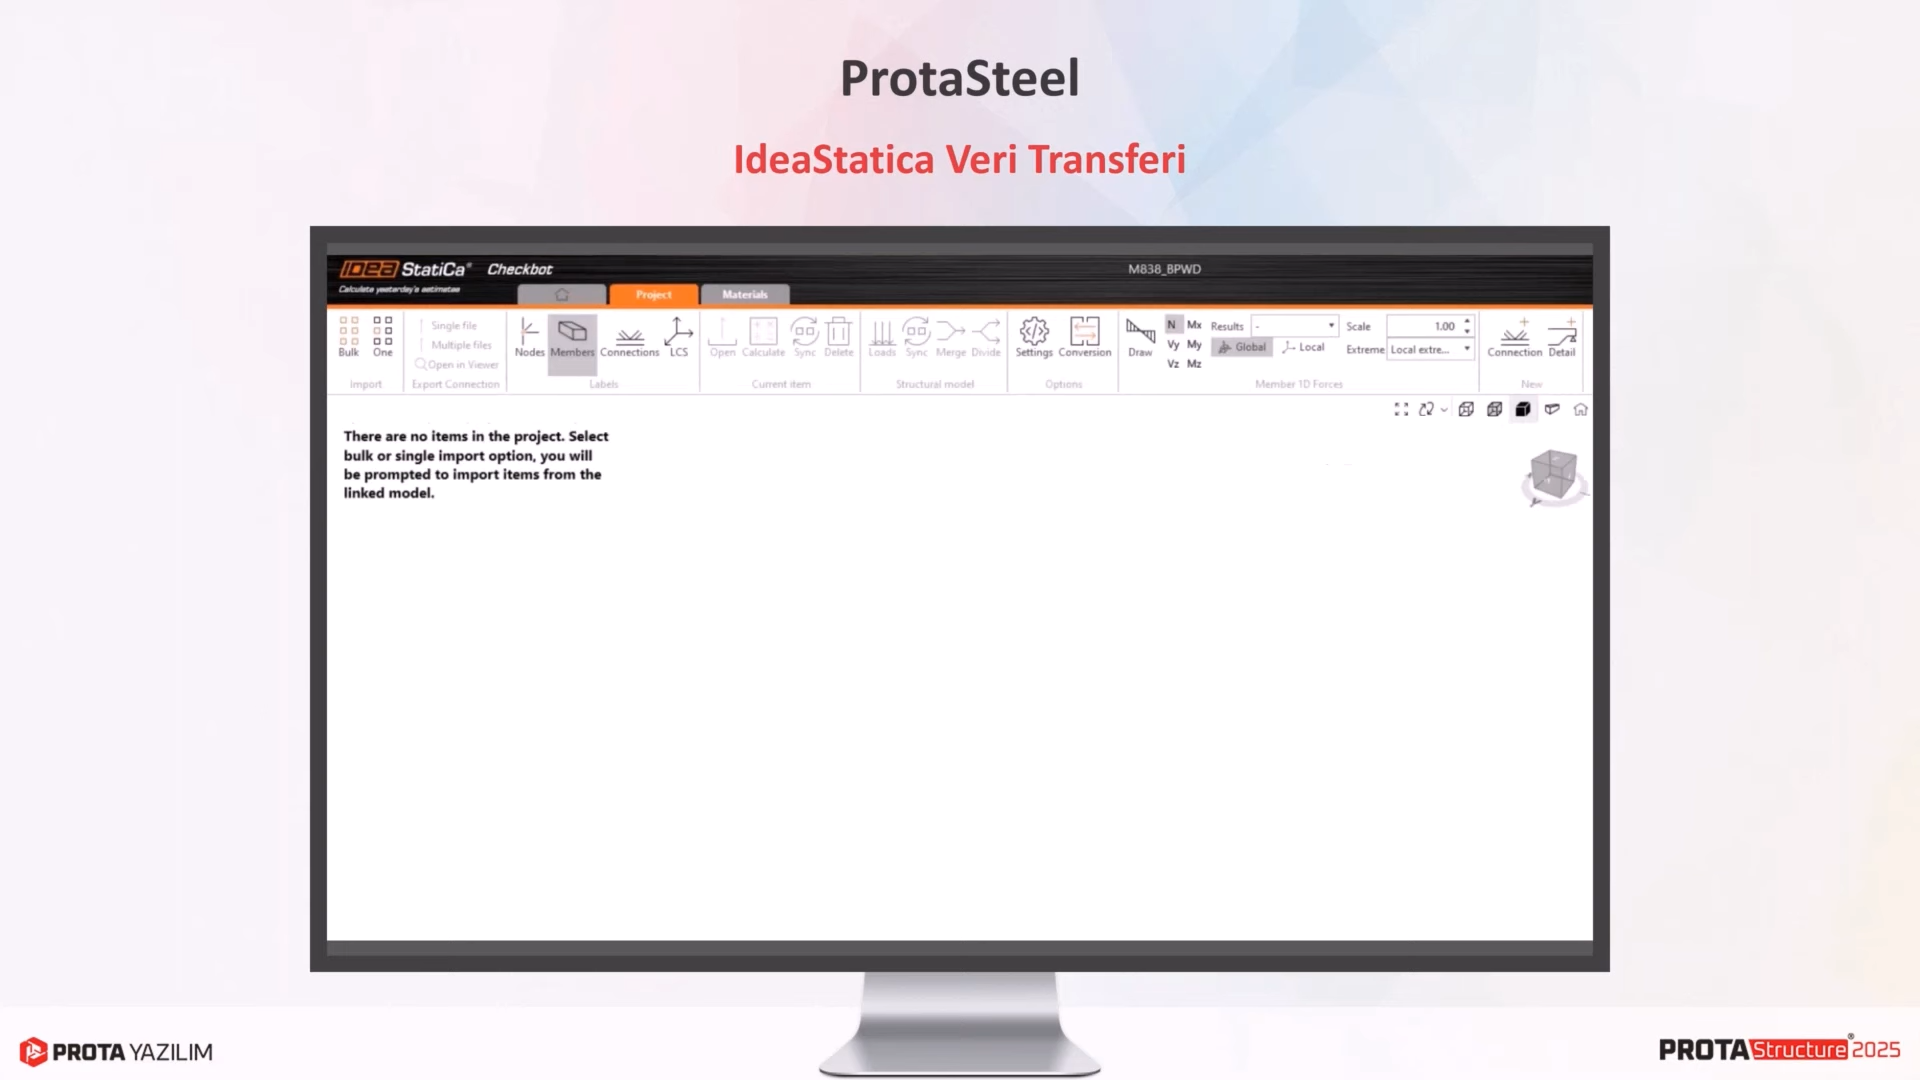 ProtaSteel
IdeaStatica Veri Transferi
IDEA StatiCa® Checkbot
M838_BPWD
Calculate yesterday's estimates
Project
Materials
Bulk
One
Import
Single file
Multiple files
Open in Viewer
Export Connection
Nodes
Members
Connections
LCS
Labels
Open
Calculate
Sync
Delete
Current item
Loads
Sync
Merge
Divide
Structural model
Settings
Conversion
Options
Draw
N Mx
Vy My
Vz Mz
Results -
Global
Local
Scale 1.00
Extreme Local extre...
Member 1D Forces
Connection
Detail
New
There are no items in the project. Select
bulk or single import option, you will
be prompted to import items from the
linked model.
PROTA YAZILIM
PROTAStructure® 2025